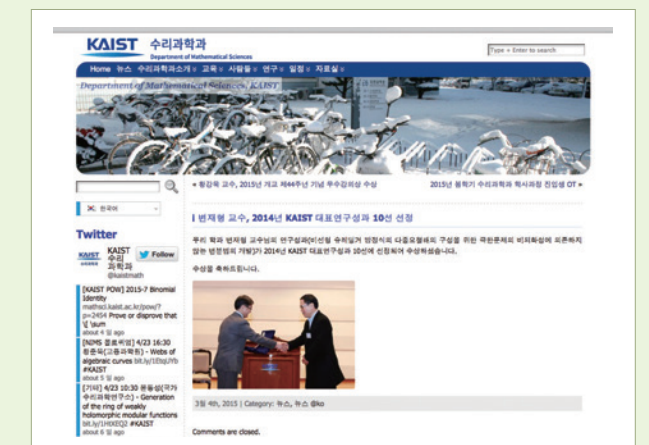 KAIST 수리과학과
Department of Mathematical Sciences
Type + Enter to search
Home 뉴스 수리과학과소개 교육 사람들 연구 일정 자료실
Department of Mathematical Sciences, KAIST
« 황강욱 교수, 2015년 개교 제44주년 기념 우수강의상 수상
2015년 봄학기 수리과학과 학사과정 진입생 OT »
한국어
변재형 교수, 2014년 KAIST 대표연구성과 10선 선정
우리 학과 변재형 교수님의 연구성과(비선형 슈뢰딩거 방정식의 다중모형해의 구성을 위한 극한문제의 비퇴화성에 의존하지
않는 변분법의 개발)가 2014년 KAIST 대표연구성과 10선에 선정되어 수상하셨습니다.
수상을 축하드립니다.
Twitter
KAIST
KAIST
수리
과학과
@kaistmath
Follow
[KAIST POW] 2015-7 Binomial
Identity
mathsci.kaist.ac.kr/pow/?
p=2454 Prove or disprove that
\[ \sum
about 4 일 ago
[NIMS 콜로퀴엄] 4/23 16:30
(고등과학원) - Webs of
algebraic curves
#KAIST
about 5 일 ago
[기타] 4/23 10:30 윤동성(국가
수리과학연구소) - Generation
of the ring of weakly
holomorphic modular functions
#KAIST
about 6 일 ago
3월 4th, 2015 | Category: 뉴스, 뉴스 @ko
Comments are closed.